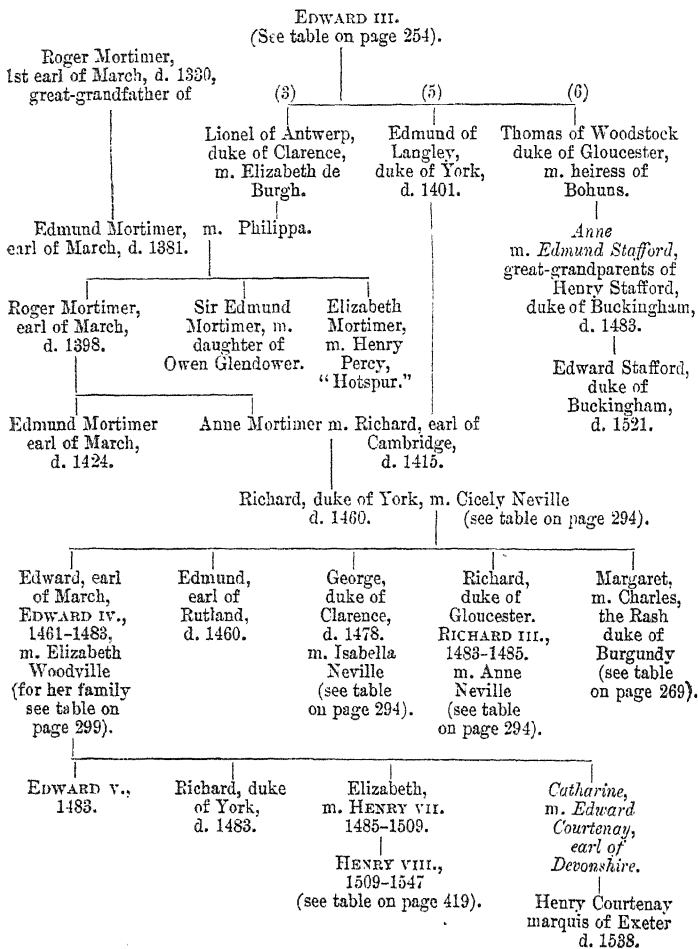 EDWARD III.
(See table on page 254).
Roger Mortimer,
1st earl of March, d. 1330,
great-grandfather of
(3)
(5)
(6)
Lionel of Antwerp,
duke of Clarence,
m. Elizabeth de
Burgh.
Edmund of
Langley,
duke of York,
d. 1401.
Thomas of Woodstock
duke of Gloucester,
m. heiress of
Bohuns.
Edmund Mortimer, m. Philippa.
earl of March, d. 1381.
Anne
m. Edmund Stafford,
great-grandparents of
Henry Stafford,
duke of Buckingham,
d. 1483.
Edward Stafford,
duke of
Buckingham,
d. 1521.
Roger Mortimer,
earl of March,
d. 1398.
Sir Edmund
Mortimer, m.
daughter of
Owen Glendower.
Elizabeth
Mortimer,
m. Henry
Percy,
"Hotspur."
Edmund Mortimer
earl of March,
d. 1424.
Anne Mortimer m. Richard, earl of
Cambridge,
d. 1415.
Richard, duke of York, m. Cicely Neville
d. 1460. (see table on page 294).
Edward, earl
of March,
EDWARD IV.,
1461-1483,
m. Elizabeth
Woodville
(for her family
see table on
page 299).
Edmund,
earl of
Rutland,
d. 1460.
George,
duke of
Clarence,
d. 1478.
m. Isabella
Neville
(see table
on page 294).
Richard,
duke of
Gloucester.
RICHARD III.,
1483-1485.
m. Anne
Neville
(see table
on page 294).
Margaret,
m. Charles,
the Rash
duke of
Burgundy
(see table
on page 269).
EDWARD V.,
1483.
Richard, duke
of York,
d. 1483.
Elizabeth,
m. HENRY VII.
1485-1509.
HENRY VIII.,
1509-1547
(see table on page 419).
Catharine,
m. Edward
Courtenay,
earl of
Devonshire.
Henry Courtenay
marquis of Exeter
d. 1538.